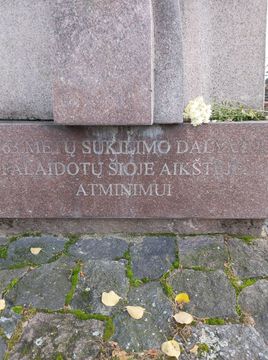 63 METŲ SUKILIMO DALYVIŲ
PALAIDOTŲ ŠIOJE AIKŠTĖJE
ATMINIMUI